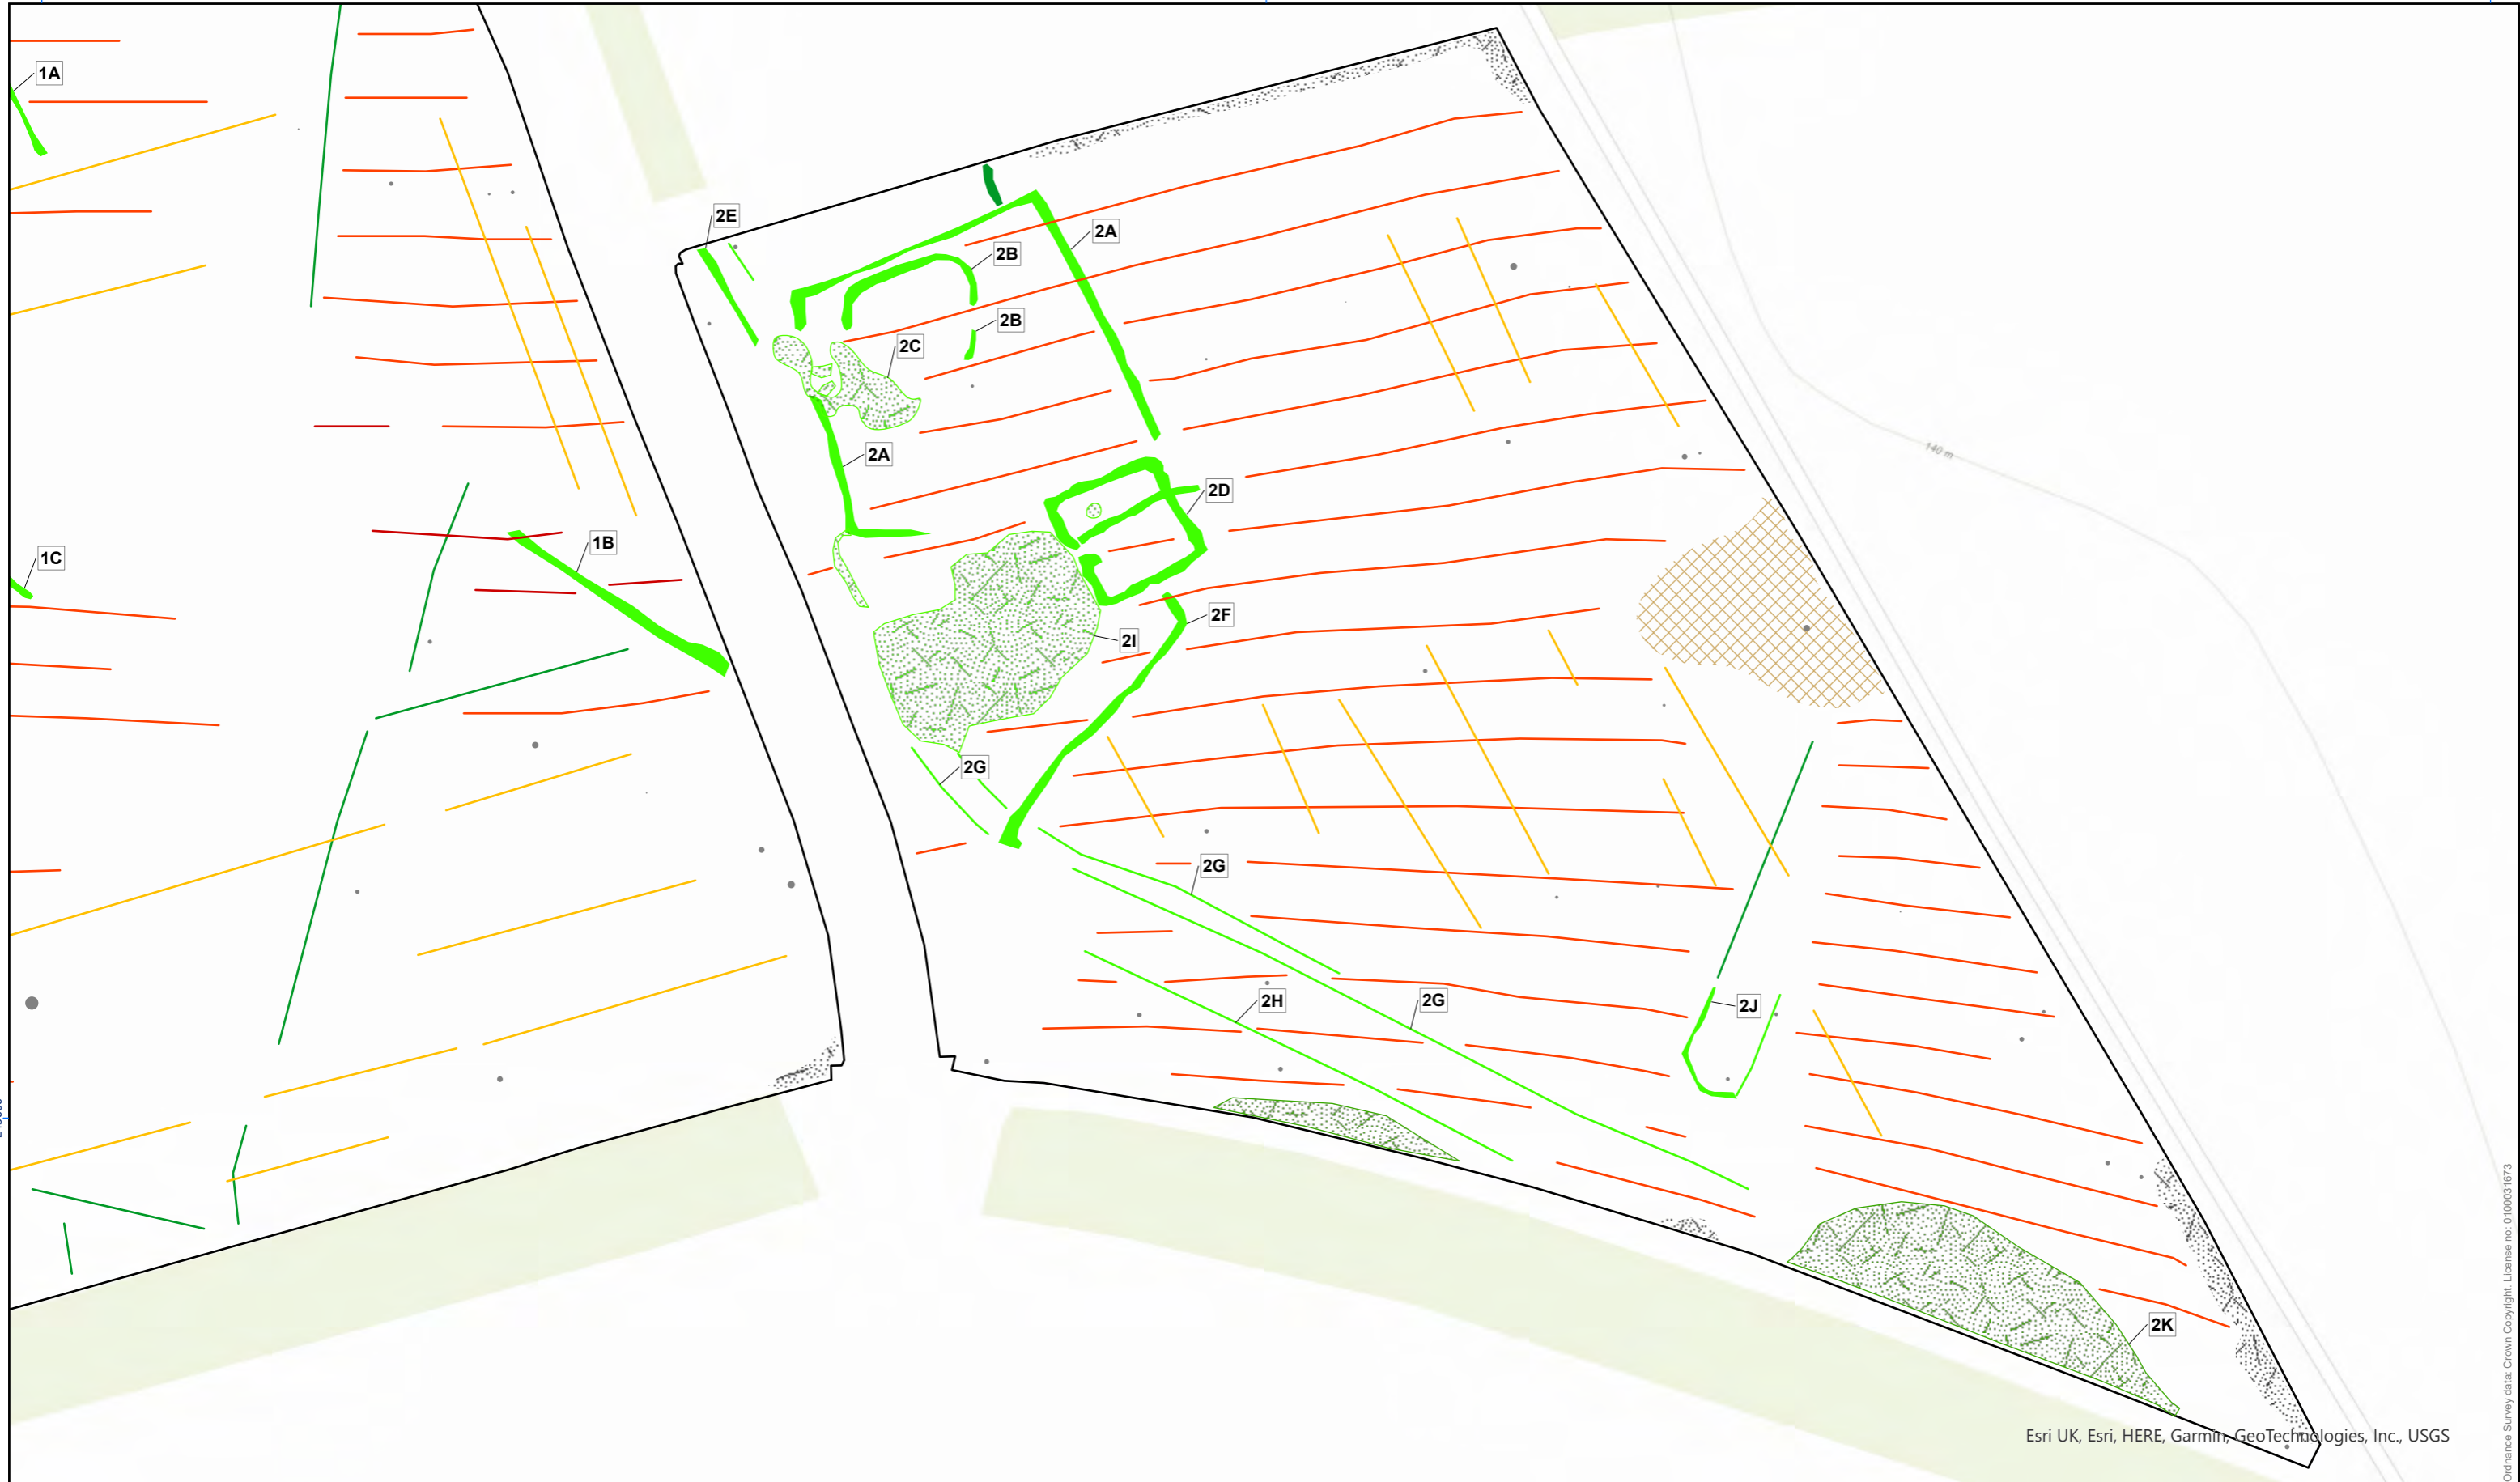 1A
2E
2A
2B
2B
2C
140 m
2A
2D
1B
1C
2F
2I
2G
2G
2H
2G
2J
2K
Esri UK, Esri, HERE, Garmin, GeoTechnologies, Inc., USGS
Ordnance Survey data: Crown Copyright. License no: 0100031673